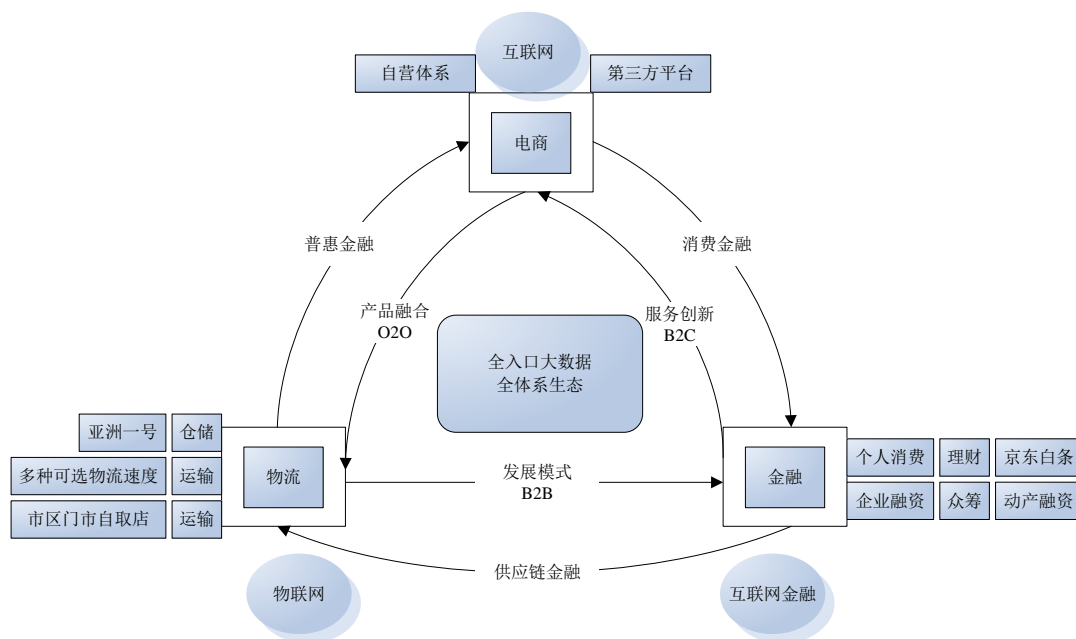 互联网
自营体系
第三方平台
电商
普惠金融
消费金融
产品融合
O2O
服务创新
B2C
全入口大数据
全体系生态
亚洲一号
仓储
多种可选物流速度
运输
市区门市自取店
运输
物流
发展模式
B2B
金融
个人消费
理财
京东白条
企业融资
众筹
动产融资
供应链金融
物联网
互联网金融